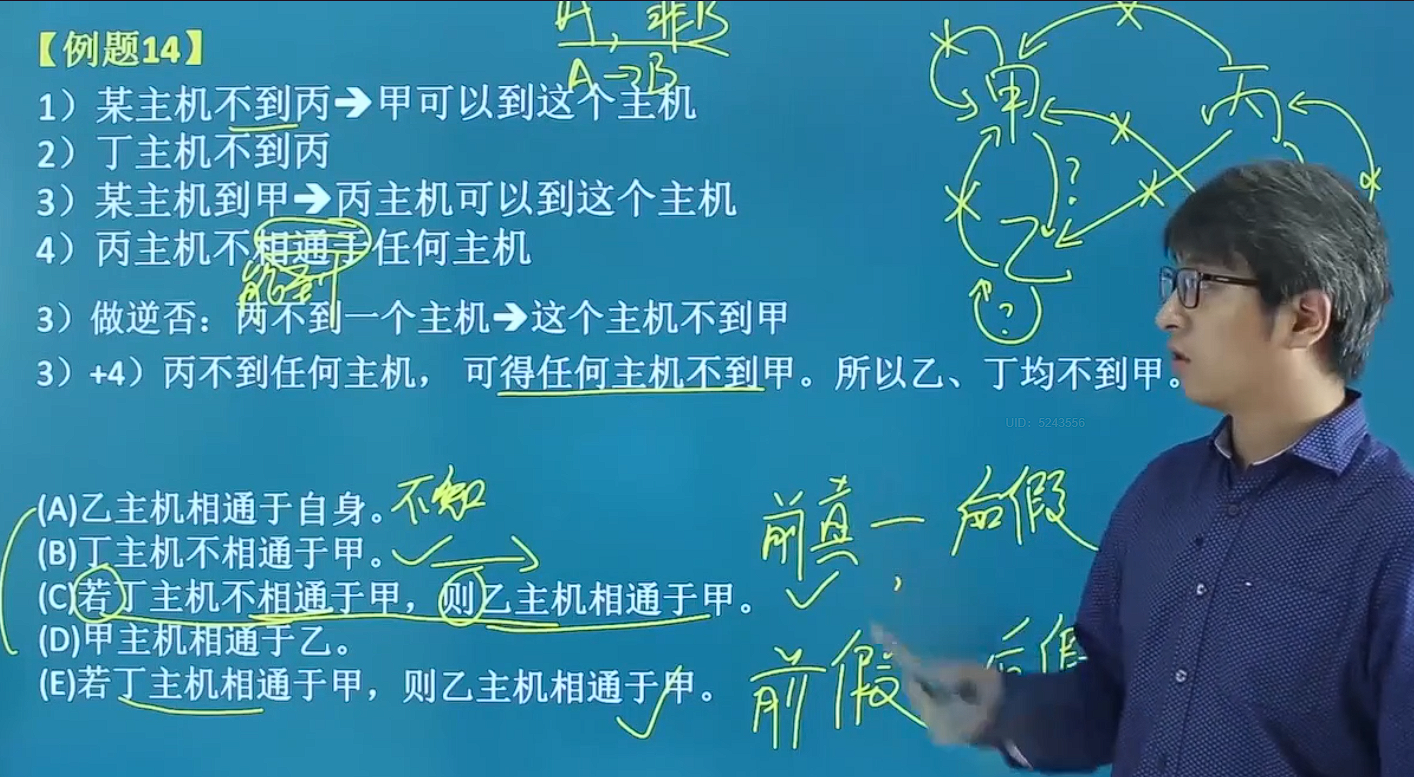 【例题14】
A，非B
A→B
1）某主机不到丙➔甲可以到这个主机
2）丁主机不到丙
3）某主机到甲➔丙主机可以到这个主机
4）丙主机不相通于任何主机
能到
3）做逆否：丙不到一个主机➔这个主机不到甲
3）+4）丙不到任何主机， 可得任何主机不到甲。所以乙、丁均不到甲。
甲
丙
?
乙
?
UID: 5243556
(A)乙主机相通于自身。不知
(B)丁主机不相通于甲。
(C)若丁主机不相通于甲，则乙主机相通于甲。
(D)甲主机相通于乙。
(E)若丁主机相通于甲，则乙主机相通于甲。
前真 — 后假
前假 后假